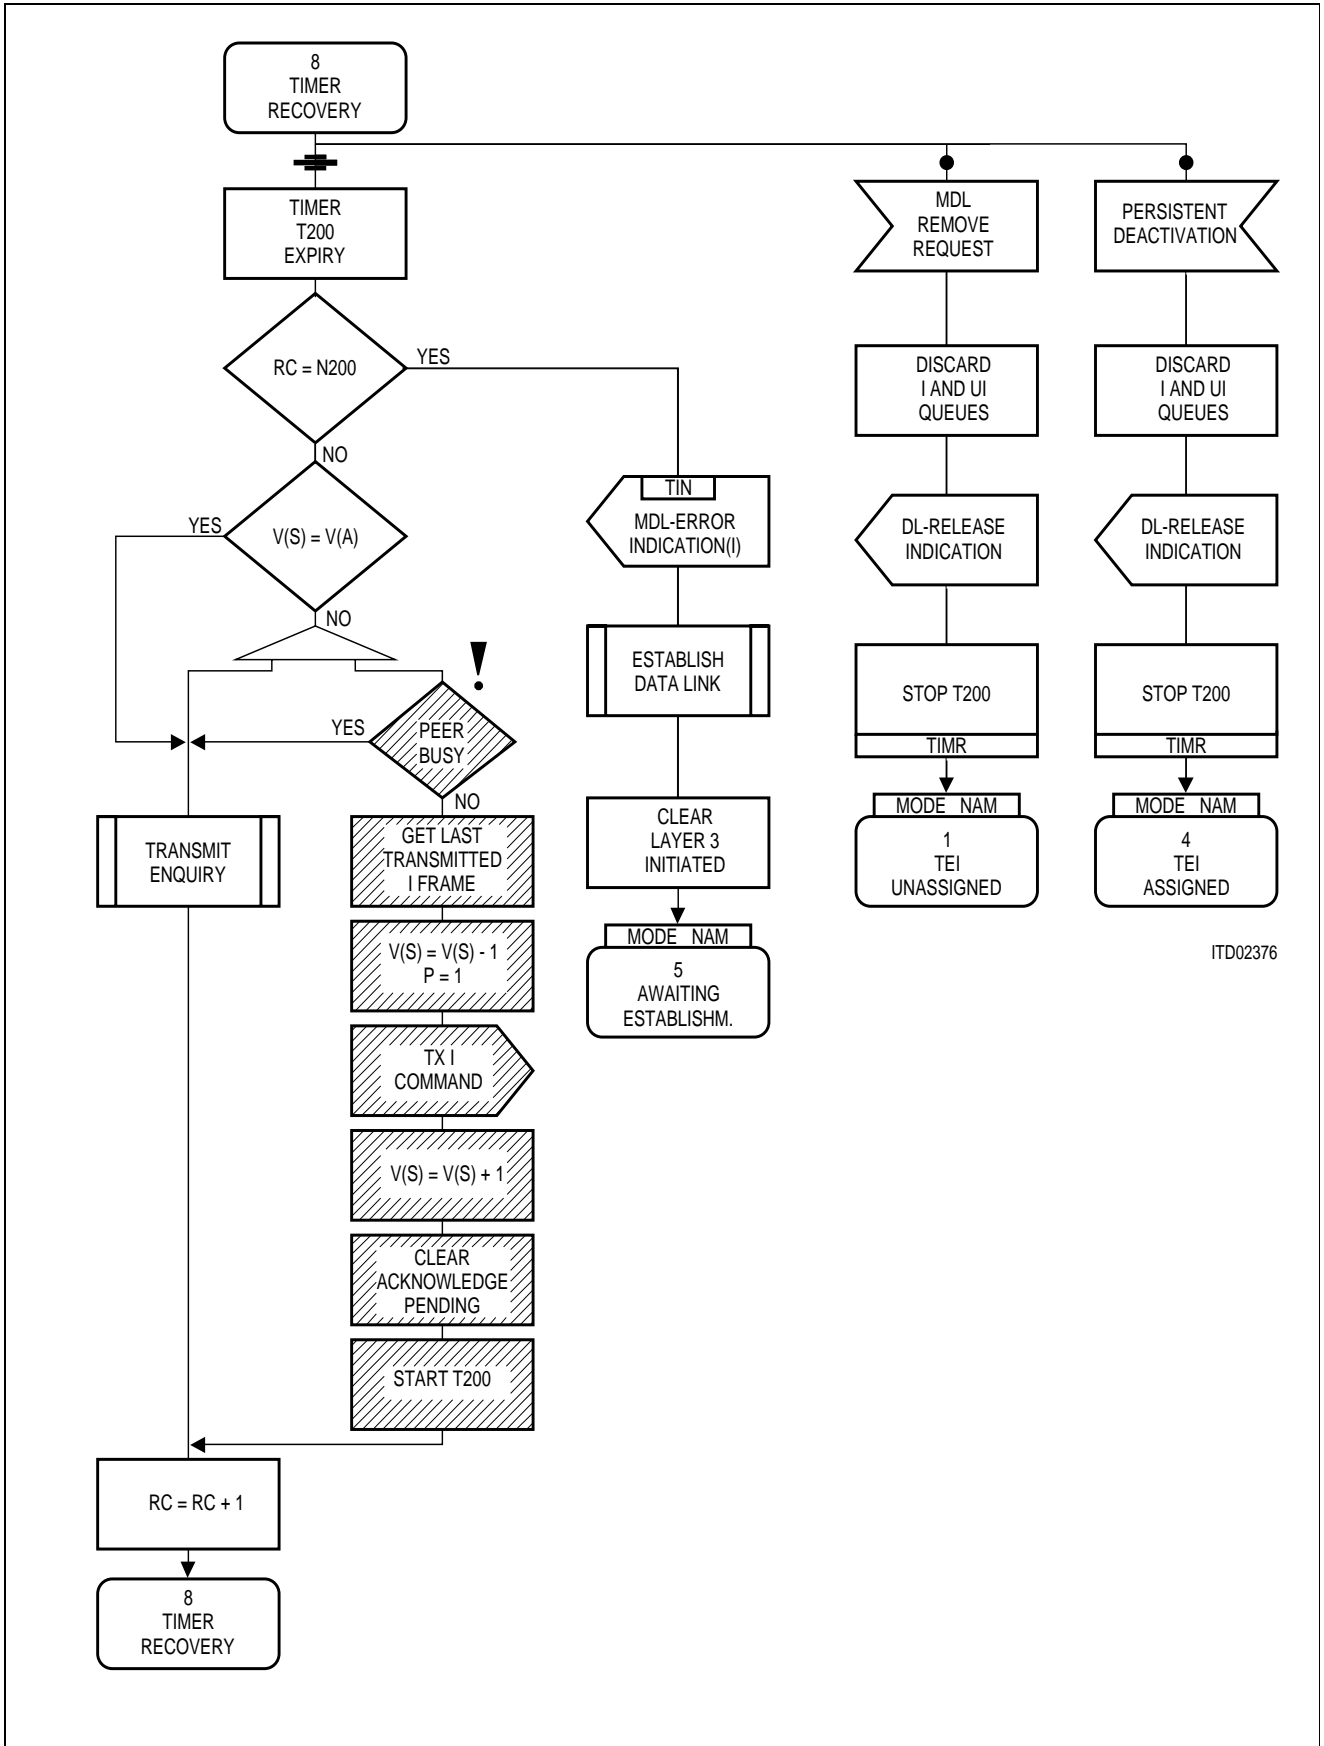 8
TIMER
RECOVERY
TIMER
T200
EXPIRY
RC = N200
YES
NO
V(S) = V(A)
YES
NO
PEER
BUSY
YES
NO
TRANSMIT
ENQUIRY
GET LAST
TRANSMITTED
I FRAME
V(S) = V(S) - 1
P = 1
TX I
COMMAND
V(S) = V(S) + 1
CLEAR
ACKNOWLEDGE
PENDING
START T200
RC = RC + 1
8
TIMER
RECOVERY
TIN
MDL-ERROR
INDICATION(I)
ESTABLISH
DATA LINK
CLEAR
LAYER 3
INITIATED
MODE NAM
5
AWAITING
ESTABLISHM.
MDL
REMOVE
REQUEST
DISCARD
I AND UI
QUEUES
DL-RELEASE
INDICATION
STOP T200
TIMR
MODE NAM
1
TEI
UNASSIGNED
PERSISTENT
DEACTIVATION
DISCARD
I AND UI
QUEUES
DL-RELEASE
INDICATION
STOP T200
TIMR
MODE NAM
4
TEI
ASSIGNED
ITD02376